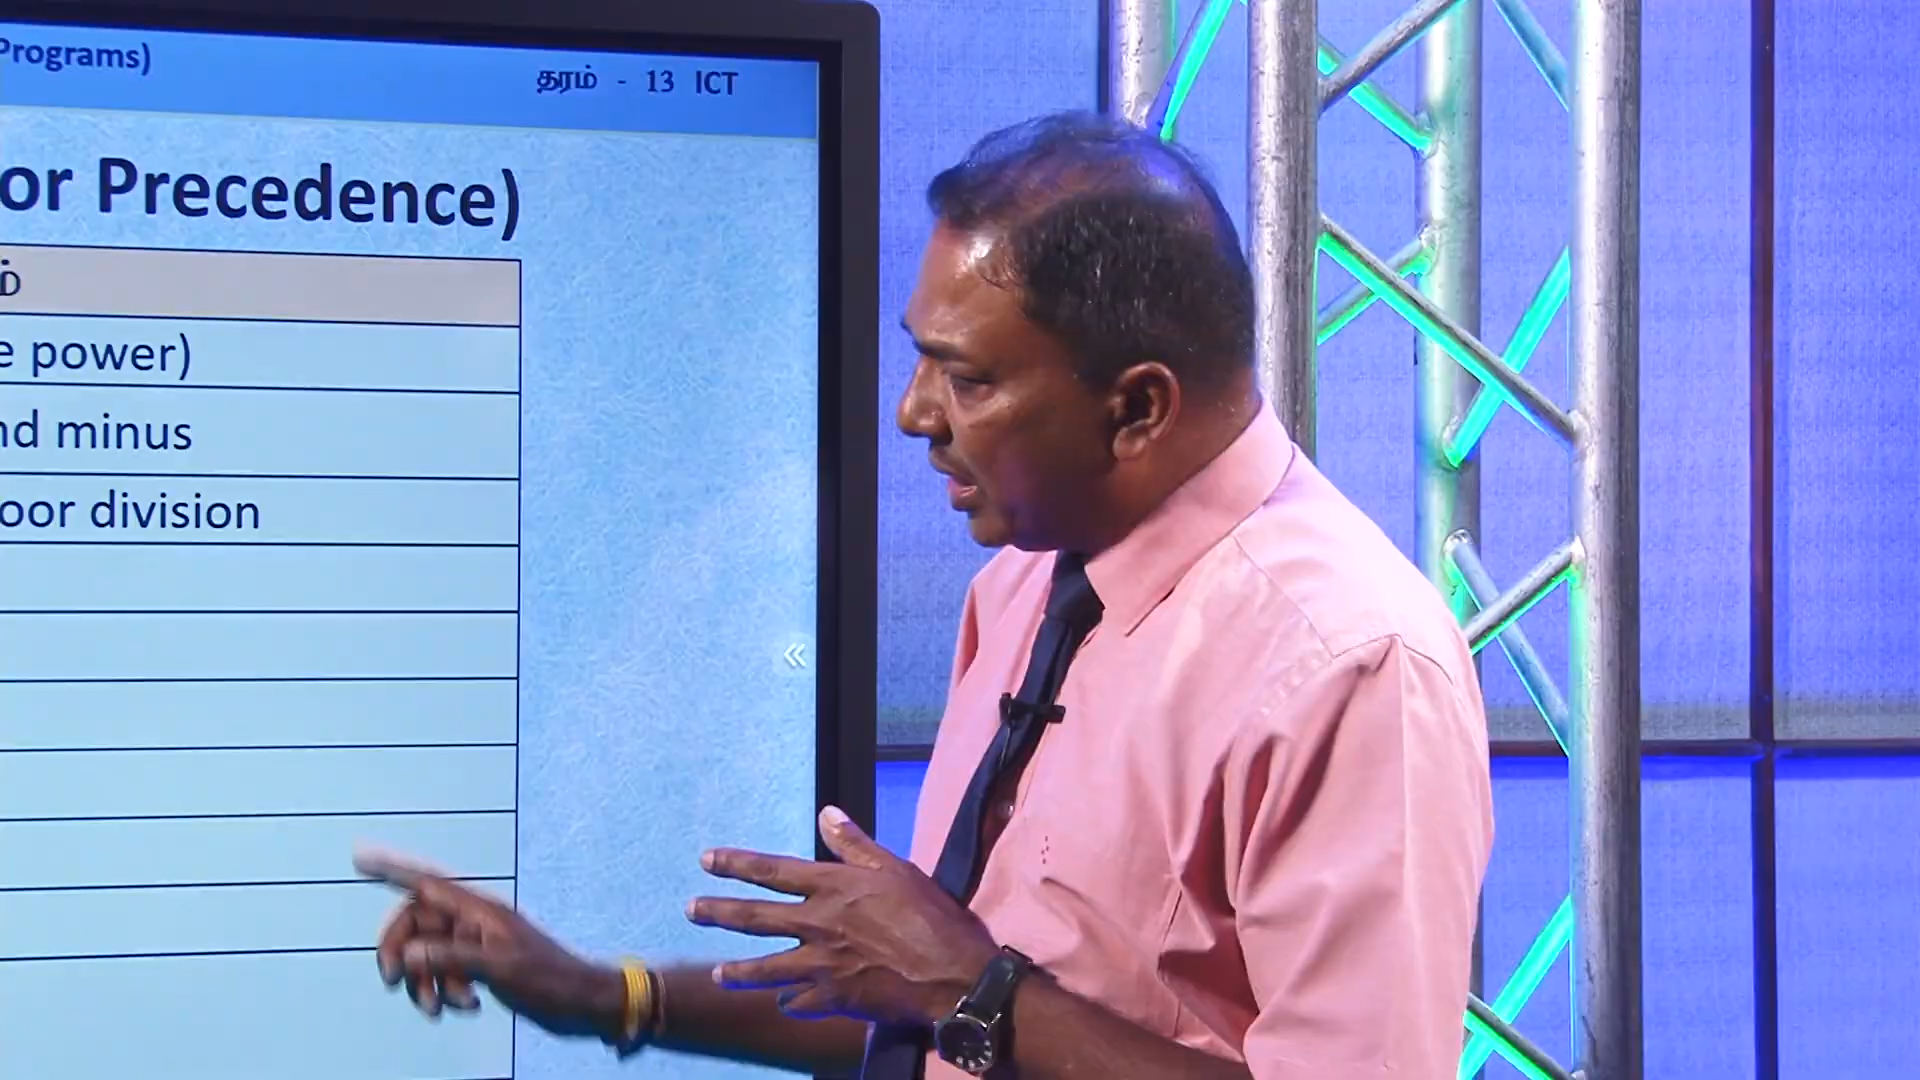 Programs)
தரம் - 13 ICT
or Precedence)
ம்
e power)
nd minus
oor division
«